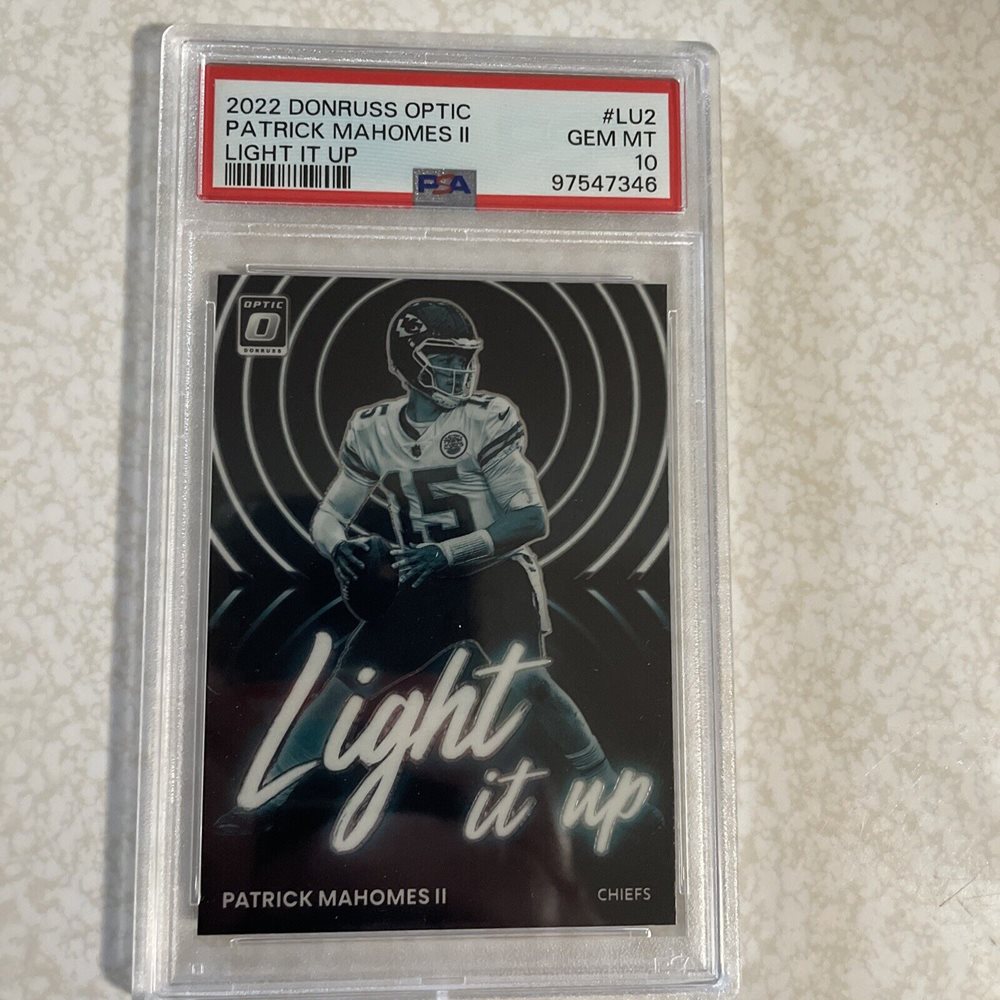 2022 DONRUSS OPTIC #LU2
PATRICK MAHOMES II GEM MT
LIGHT IT UP 10
PSA 97547346
OPTIC
O
DONRUSS
15
15
Light
it up
PATRICK MAHOMES II CHIEFS